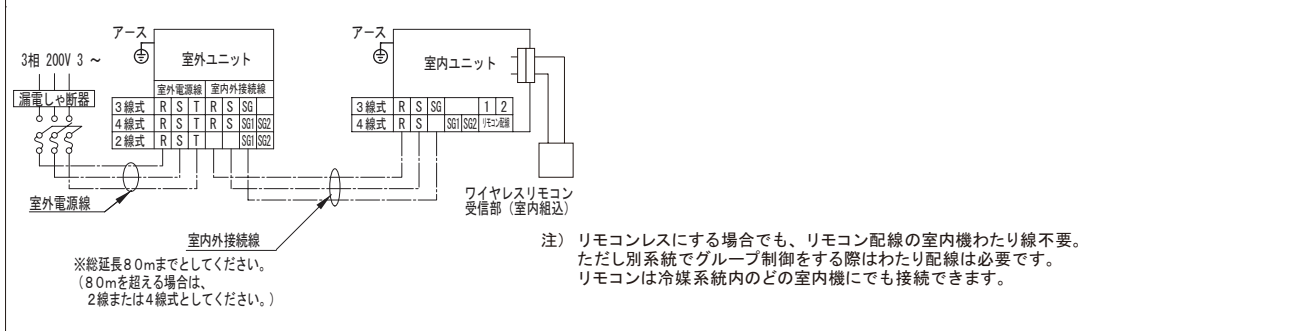 アース
3相 200V 3 ~
漏電しゃ断器
室外ユニット
室外電源線 室内外接続線
3線式 R S T R S SG
4線式 R S T R S SG1 SG2
2線式 R S T SG1 SG2
室外電源線
室内外接続線
※総延長80mまでとしてください。
(80mを超える場合は、
2線または4線式としてください。)
アース
室内ユニット
3線式 R S SG 1 2
4線式 R S SG1 SG2 リモコン配線
ワイヤレスリモコン
受信部(室内組込)
注) リモコンレスにする場合でも、リモコン配線の室内機わたり線不要。
ただし別系統でグループ制御をする際はわたり配線は必要です。
リモコンは冷媒系統内のどの室内機にでも接続できます。